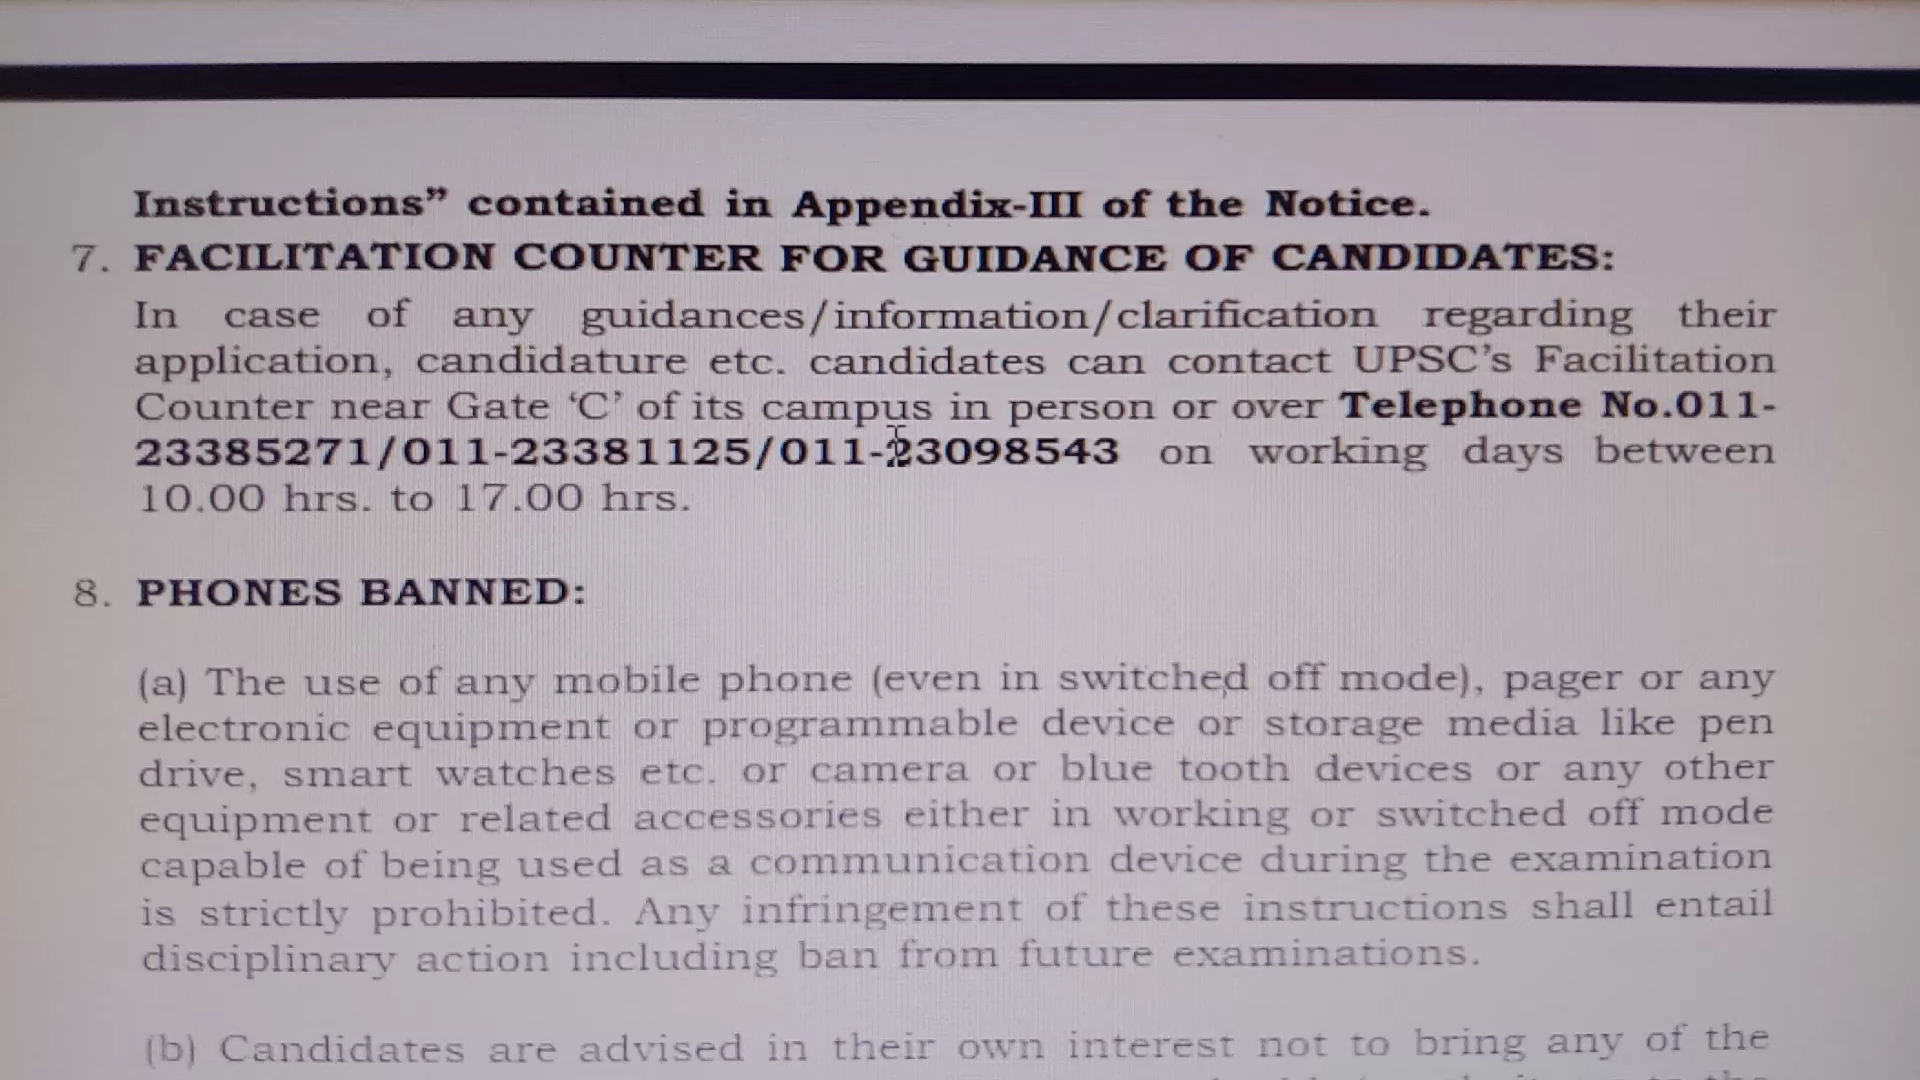 Instructions” contained in Appendix-III of the Notice.
7. FACILITATION COUNTER FOR GUIDANCE OF CANDIDATES:
In case of any guidances/information/clarification regarding their
application, candidature etc. candidates can contact UPSC’s Facilitation
Counter near Gate ‘C’ of its campus in person or over Telephone No.011-
23385271/011-23381125/011-23098543 on working days between
10.00 hrs. to 17.00 hrs.
8. PHONES BANNED:
(a) The use of any mobile phone (even in switched off mode), pager or any
electronic equipment or programmable device or storage media like pen
drive, smart watches etc. or camera or blue tooth devices or any other
equipment or related accessories either in working or switched off mode
capable of being used as a communication device during the examination
is strictly prohibited. Any infringement of these instructions shall entail
disciplinary action including ban from future examinations.
(b) Candidates are advised in their own interest not to bring any of the